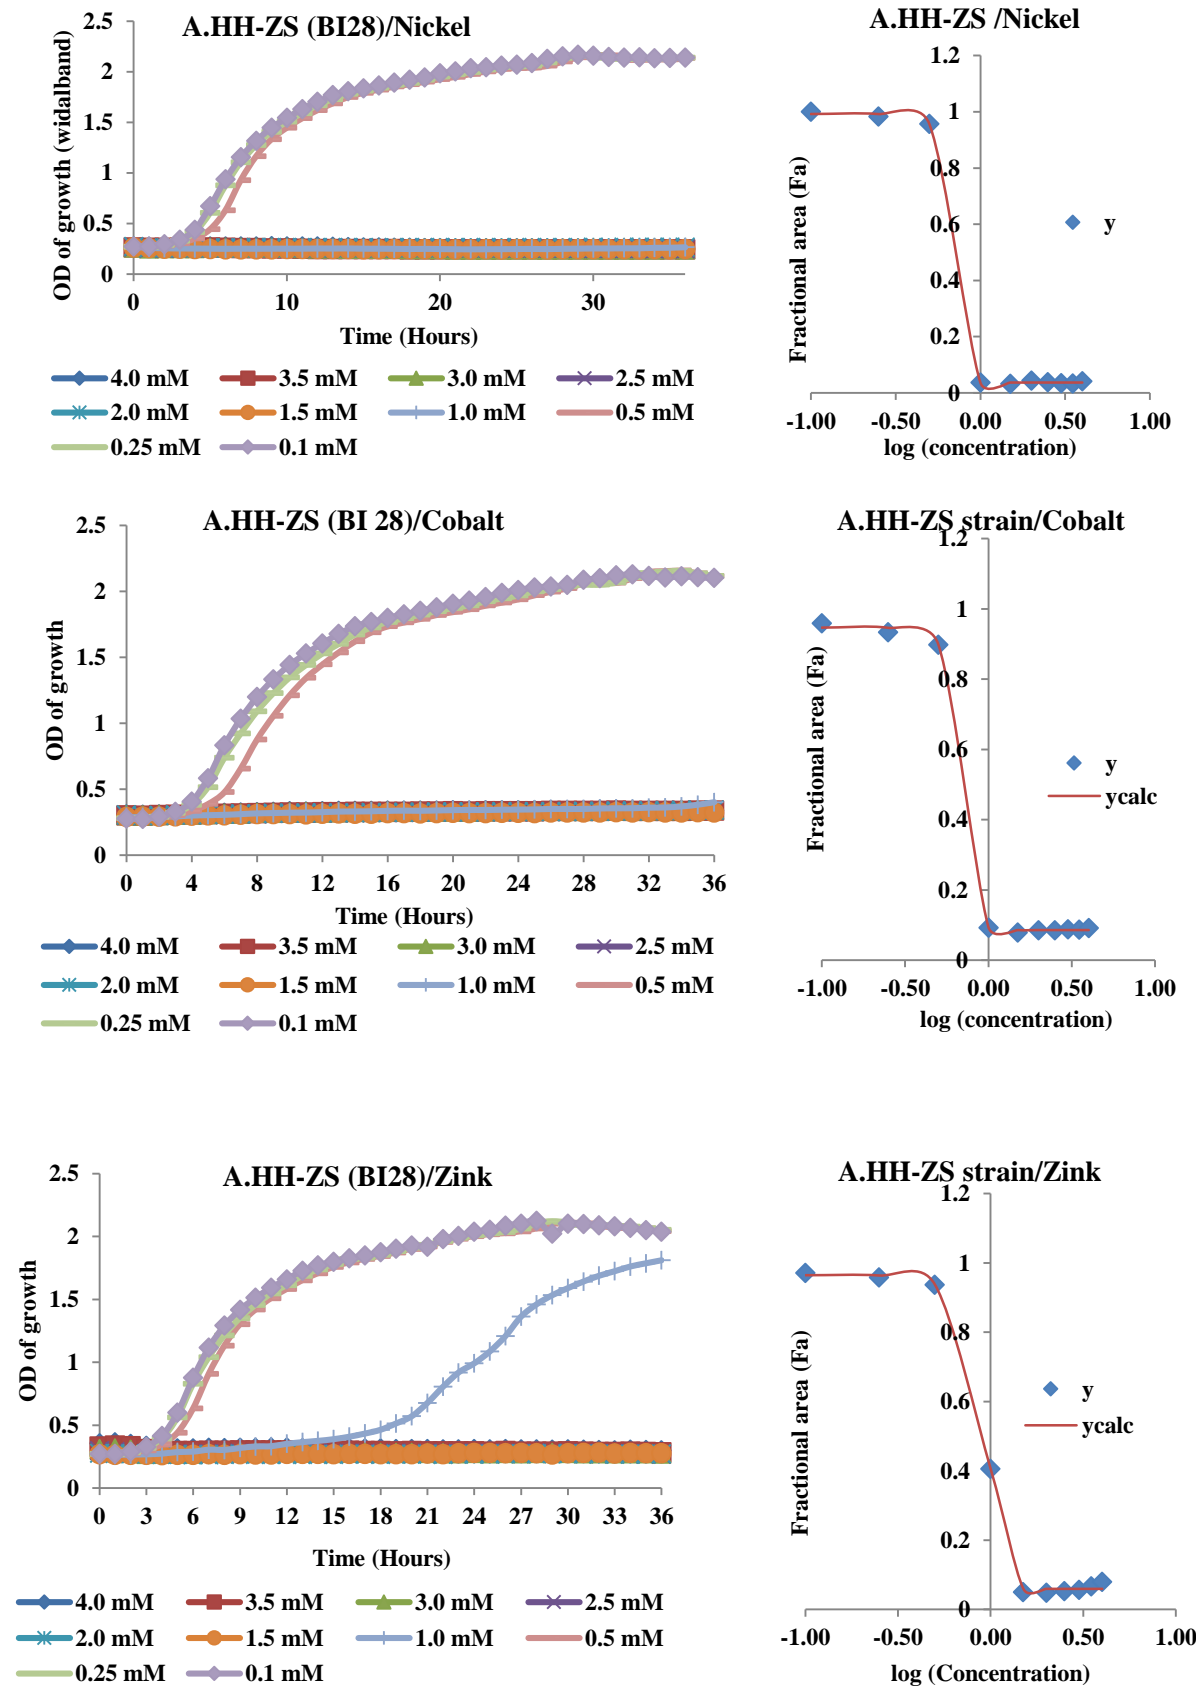 A.HH-ZS (BI28)/Nickel
OD of growth (widalband)
2.5
2
1.5
1
0.5
0
0 10 20 30
Time (Hours)
4.0 mM 3.5 mM 3.0 mM 2.5 mM
2.0 mM 1.5 mM 1.0 mM 0.5 mM
0.25 mM 0.1 mM
A.HH-ZS /Nickel
Fractional area (Fa)
1.2
1
0.8
0.6
0.4
0.2
0
y
-1.00 -0.50 0.00 0.50 1.00
log (concentration)
A.HH-ZS (BI 28)/Cobalt
OD of growth
2.5
2
1.5
1
0.5
0
0 4 8 12 16 20 24 28 32 36
Time (Hours)
4.0 mM 3.5 mM 3.0 mM 2.5 mM
2.0 mM 1.5 mM 1.0 mM 0.5 mM
0.25 mM 0.1 mM
A.HH-ZS strain/Cobalt
Fractional area (Fa)
1.2
1
0.8
0.6
0.4
0.2
0
y
ycalc
-1.00 -0.50 0.00 0.50 1.00
log (concentration)
A.HH-ZS (BI28)/Zink
OD of growth
2.5
2
1.5
1
0.5
0
0 3 6 9 12 15 18 21 24 27 30 33 36
Time (Hours)
4.0 mM 3.5 mM 3.0 mM 2.5 mM
2.0 mM 1.5 mM 1.0 mM 0.5 mM
0.25 mM 0.1 mM
A.HH-ZS strain/Zink
Fractional area (Fa)
1.2
1
0.8
0.6
0.4
0.2
0
y
ycalc
-1.00 -0.50 0.00 0.50 1.00
log (Concentration)